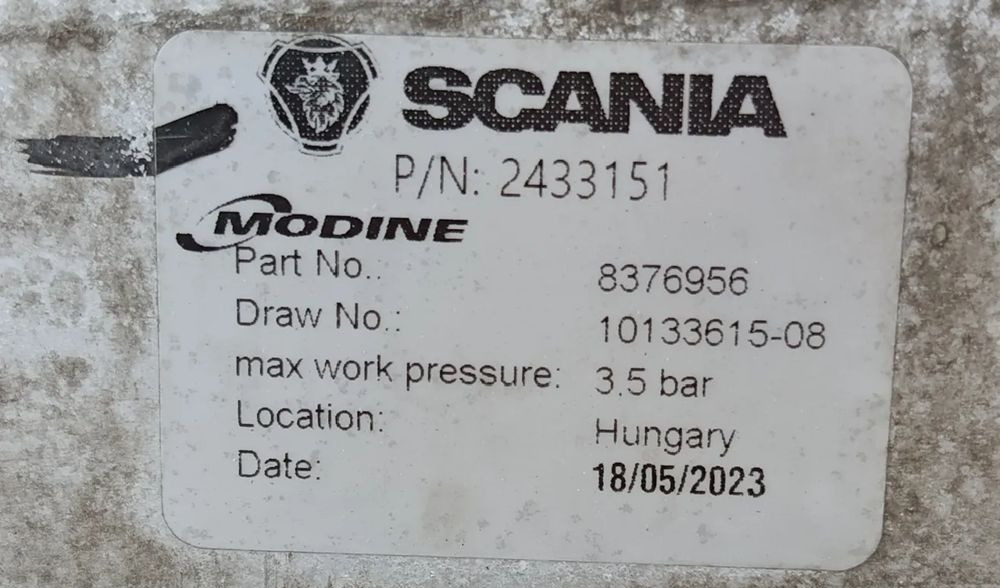 SCANIA
P/N: 2433151
MODINE
Part No.: 8376956
Draw No.: 10133615-08
max work pressure: 3.5 bar
Location: Hungary
Date: 18/05/2023